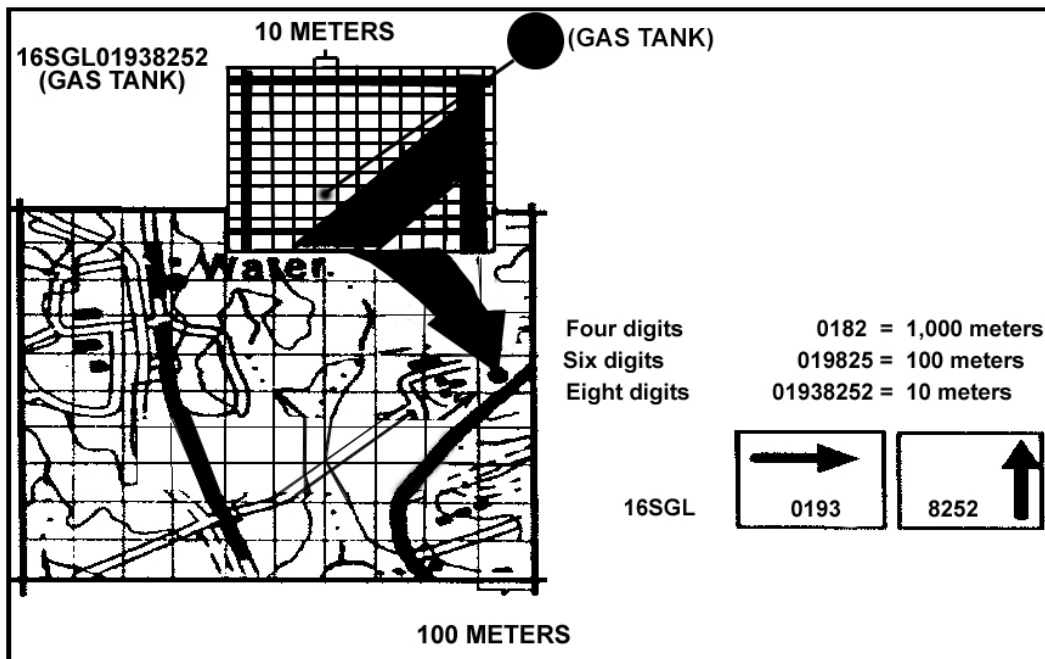 10 METERS
(GAS TANK)
16SGL01938252
(GAS TANK)
Water.
Four digits 0182 = 1,000 meters
Six digits 019825 = 100 meters
Eight digits 01938252 = 10 meters
16SGL 0193 8252
100 METERS